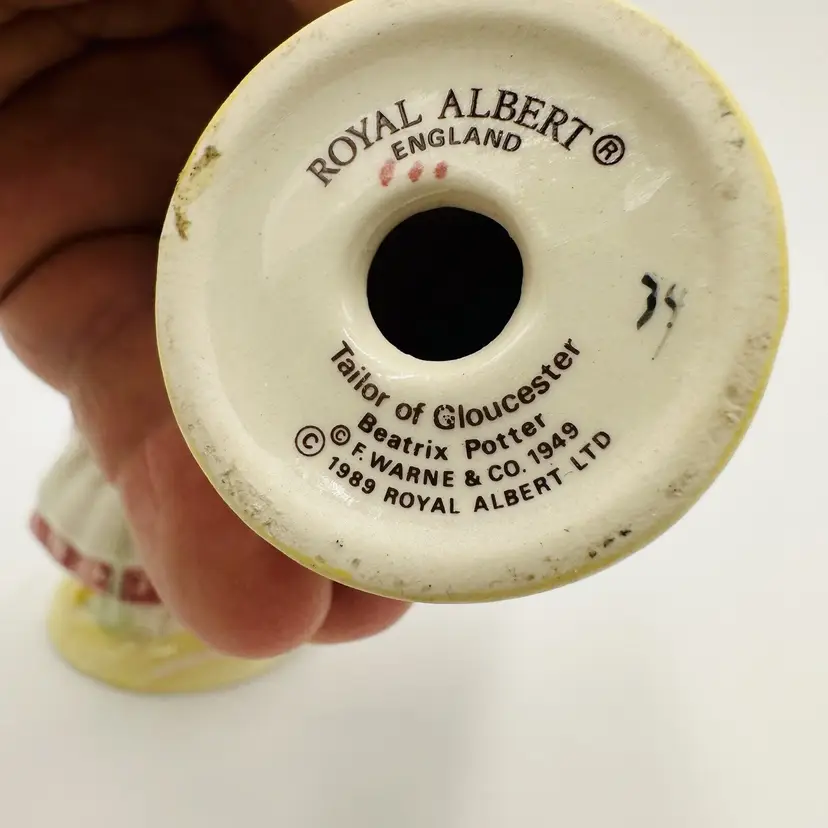 ROYAL ALBERT®
ENGLAND
Tailor of Gloucester
Beatrix Potter
© F. WARNE & CO. 1949
© 1989 ROYAL ALBERT LTD